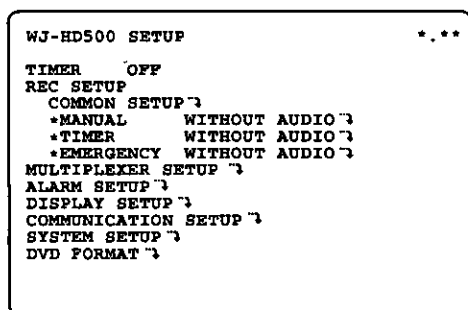 WJ-HD500 SETUP *.**
TIMER OFF
REC SETUP
COMMON SETUP⤵
*MANUAL WITHOUT AUDIO⤵
*TIMER WITHOUT AUDIO⤵
*EMERGENCY WITHOUT AUDIO⤵
MULTIPLEXER SETUP ⤵
ALARM SETUP⤵
DISPLAY SETUP⤵
COMMUNICATION SETUP⤵
SYSTEM SETUP⤵
DVD FORMAT⤵